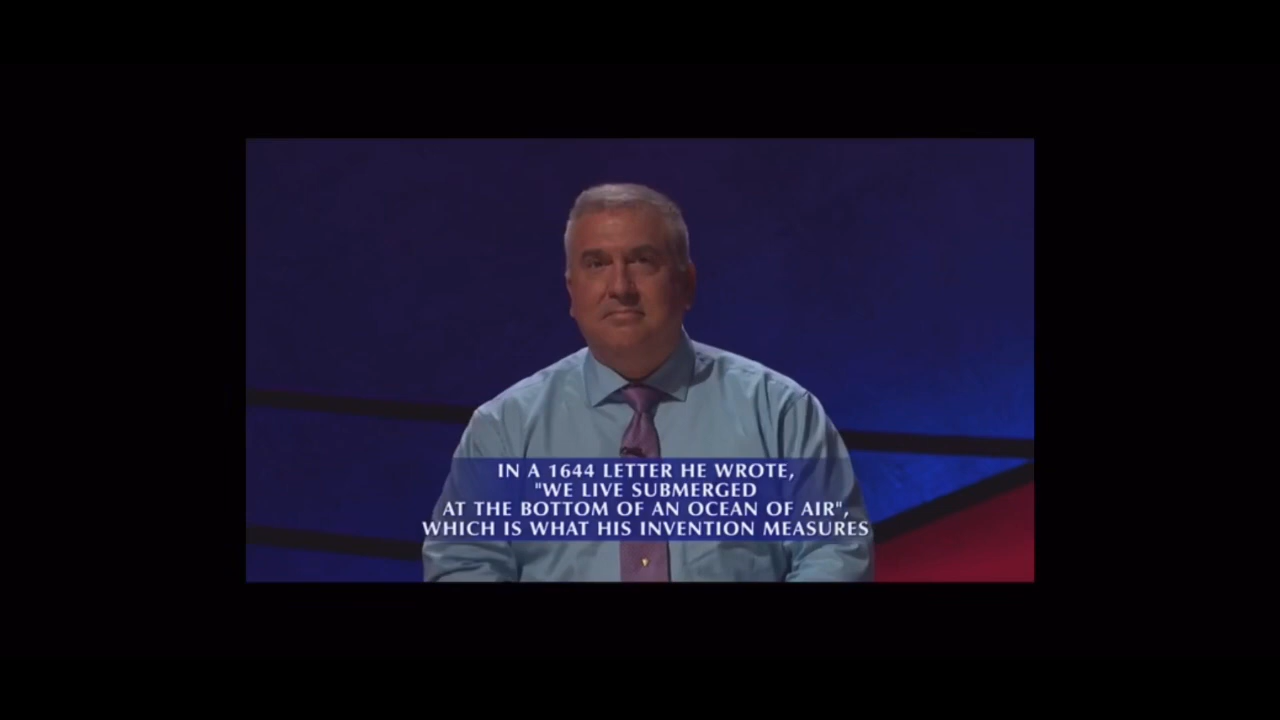 IN A 1644 LETTER HE WROTE,
"WE LIVE SUBMERGED
AT THE BOTTOM OF AN OCEAN OF AIR",
WHICH IS WHAT HIS INVENTION MEASURES